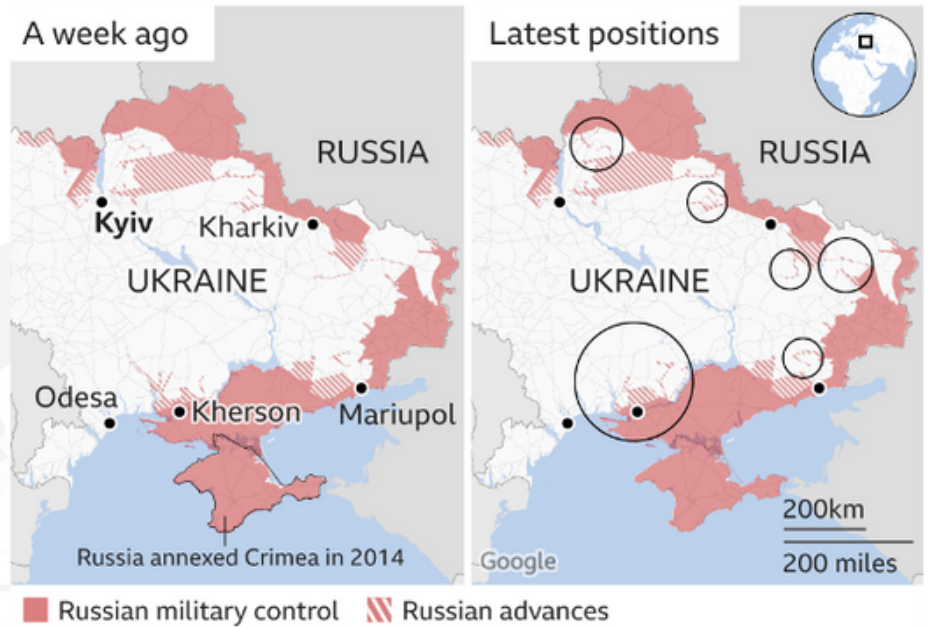 A week ago
RUSSIA
Kyiv
Kharkiv
UKRAINE
Odesa
Kherson
Mariupol
Russia annexed Crimea in 2014
Latest positions
RUSSIA
UKRAINE
200km
200 miles
Google
Russian military control
Russian advances